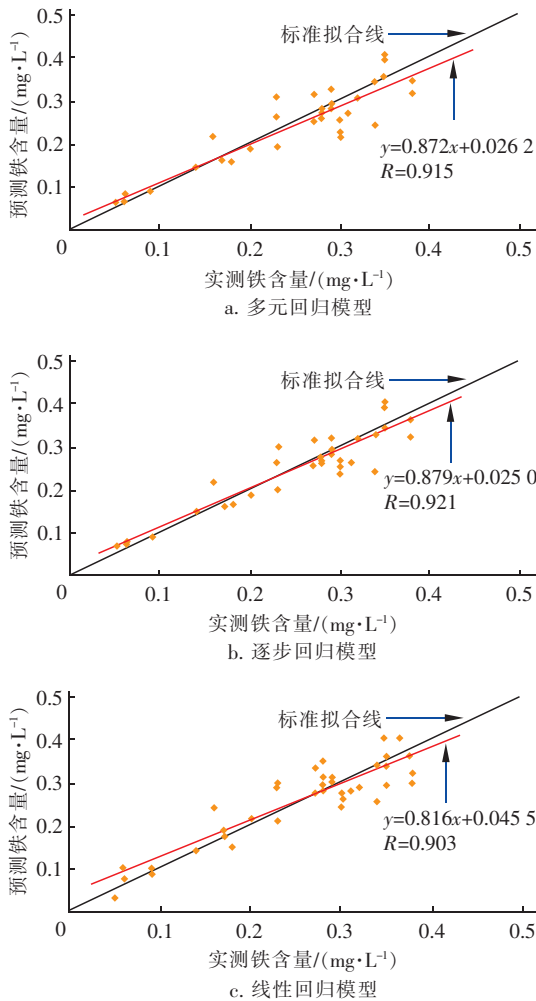 预测铁含量/(mg·L⁻¹)
0.5
0.4
0.3
0.2
0.1
0
标准拟合线
y=0.872x+0.026 2
R=0.915
0.1
0.2
0.3
0.4
0.5
实测铁含量/(mg·L⁻¹)
a. 多元回归模型
预测铁含量/(mg·L⁻¹)
0.5
0.4
0.3
0.2
0.1
0
标准拟合线
y=0.879x+0.025 0
R=0.921
0.1
0.2
0.3
0.4
0.5
实测铁含量/(mg·L⁻¹)
b. 逐步回归模型
预测铁含量/(mg·L⁻¹)
0.5
0.4
0.3
0.2
0.1
0
标准拟合线
y=0.816x+0.045 5
R=0.903
0.1
0.2
0.3
0.4
0.5
实测铁含量/(mg·L⁻¹)
c. 线性回归模型